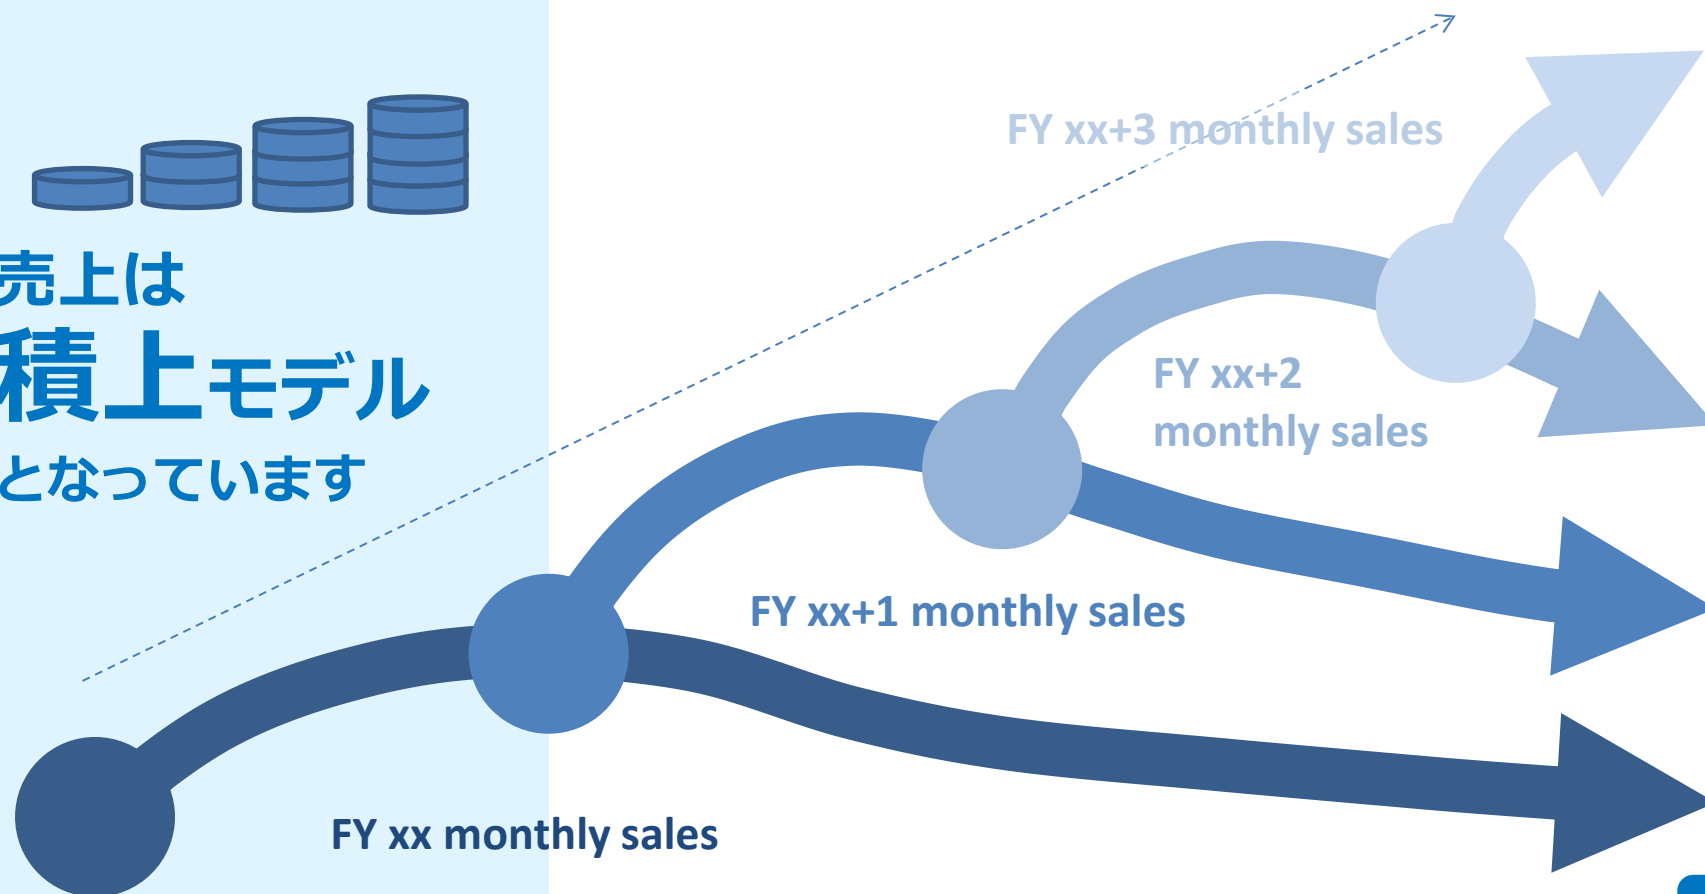 売上は
積上モデル
となっています
FY xx+3 monthly sales
FY xx+2
monthly sales
FY xx+1 monthly sales
FY xx monthly sales